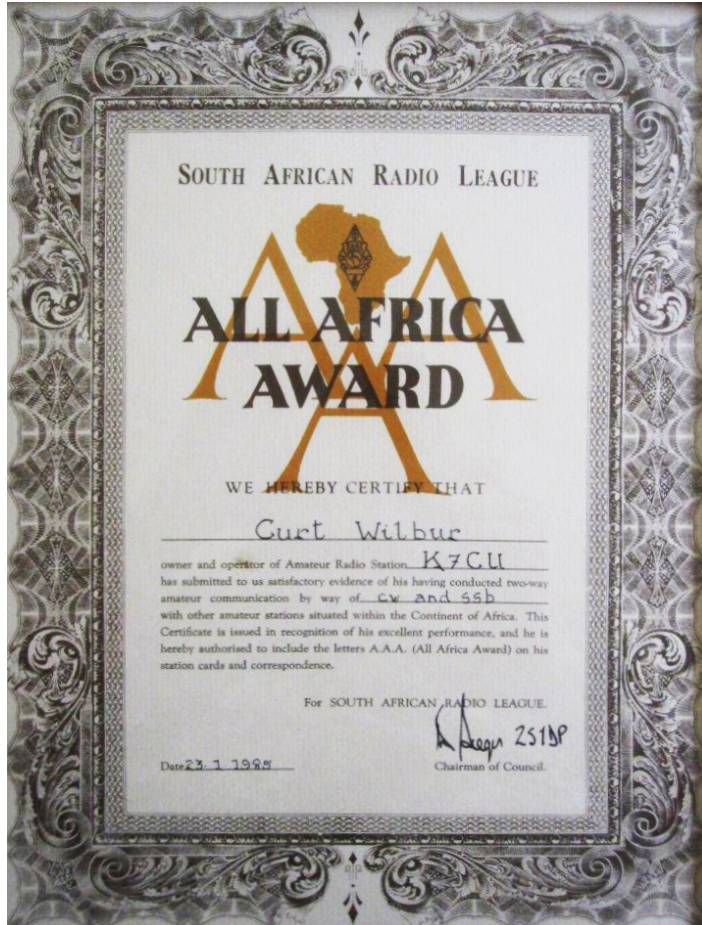 SOUTH AFRICAN RADIO LEAGUE
ALL AFRICA
AWARD
WE HEREBY CERTIFY THAT
Curt Wilbur
owner and operator of Amateur Radio Station K7CU
has submitted to us satisfactory evidence of his having conducted two-way
amateur communication by way of cw and ssb
with other amateur stations situated within the Continent of Africa. This
Certificate is issued in recognition of his excellent performance, and he is
hereby authorised to include the letters A.A.A. (All Africa Award) on his
station cards and correspondence.
For SOUTH AFRICAN RADIO LEAGUE.
ZS1DP
Date 23. 1 1985
Chairman of Council.